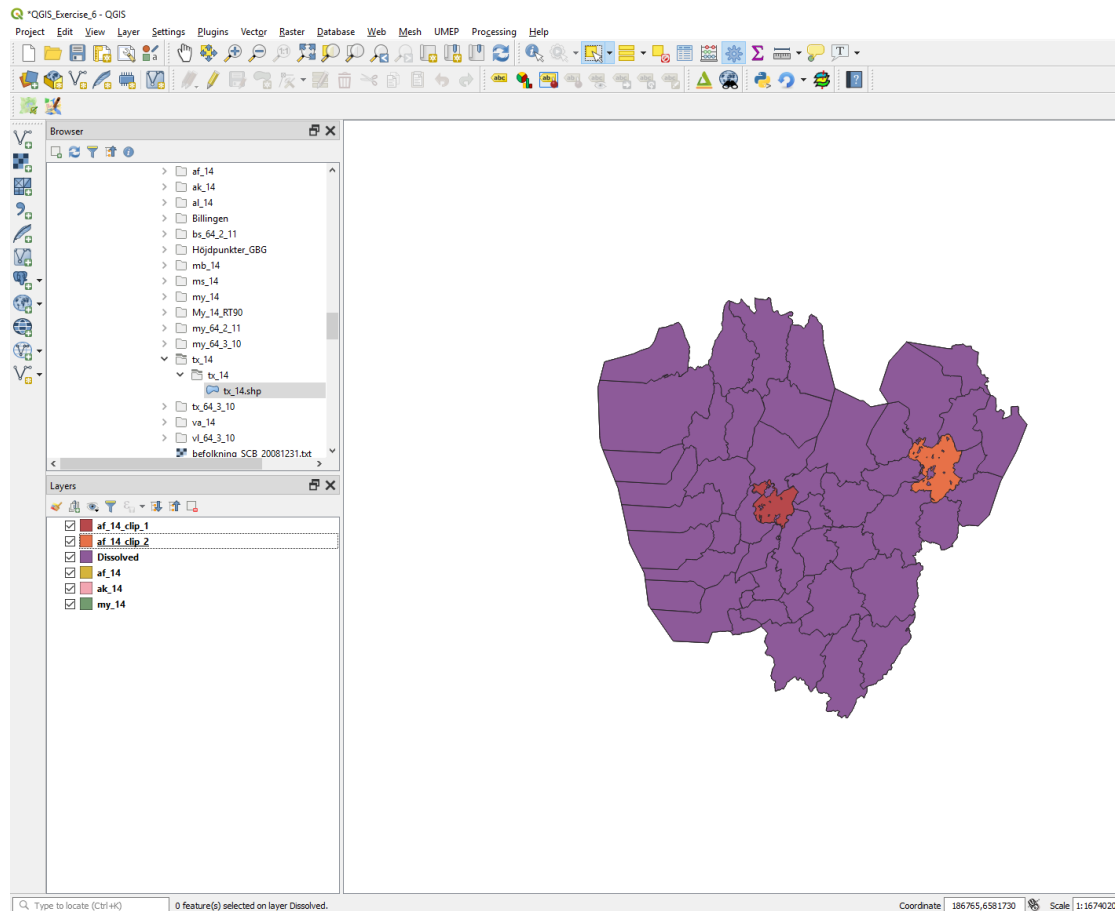 *QGIS_Exercise_6 - QGIS
Project Edit View Layer Settings Plugins Vector Raster Database Web Mesh UMEP Processing Help
Browser
af_14
ak_14
al_14
Billingen
bs_64_2_11
Höjdpunkter_GBG
mb_14
ms_14
my_14
My_14_RT90
my_64_2_11
my_64_3_10
tx_14
tx_14
tx_14.shp
tx_64_3_10
va_14
vl_64_3_10
befolkning_SCB_20081231.txt
Layers
af_14_clip_1
af_14_clip_2
Dissolved
af_14
ak_14
my_14
Type to locate (Ctrl+K) 0 feature(s) selected on layer Dissolved. Coordinate 186765,6581730 Scale 1:1674020